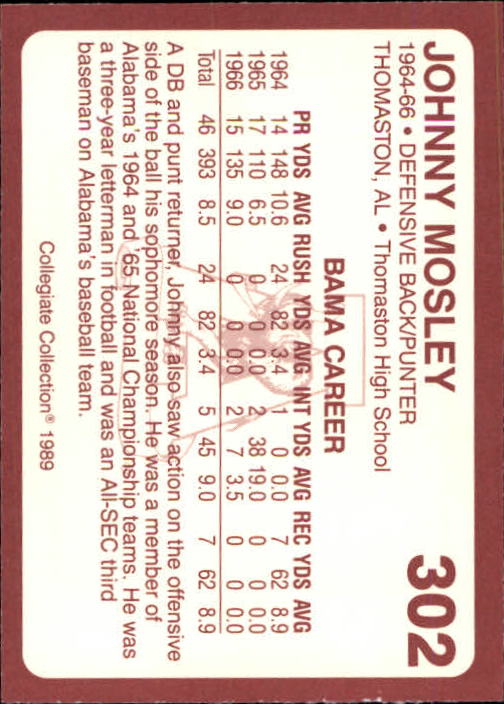 JOHNNY MOSLEY 302
1964-66 • DEFENSIVE BACK/PUNTER
THOMASTON, AL • Thomaston High School
BAMA CAREER
PR YDS AVG RUSH YDS AVG INT YDS AVG REC YDS AVG
1964 14 148 10.6 24 82 3.4 1 0 0.0 7 62 8.9
1965 17 110 6.5 0 0 0.0 2 38 19.0 0 0 0.0
1966 15 135 9.0 0 0 0.0 2 7 3.5 0 0 0.0
Total 46 393 8.5 24 82 3.4 5 45 9.0 7 62 8.9
A DB and punt returner, Johnny also saw action on the offensive
side of the ball his sophomore season. He was a member of
Alabama's 1964 and '65 National Championship teams. He was
a three-year letterman in football and was an All-SEC third
baseman on Alabama's baseball team.
Collegiate Collection® 1989